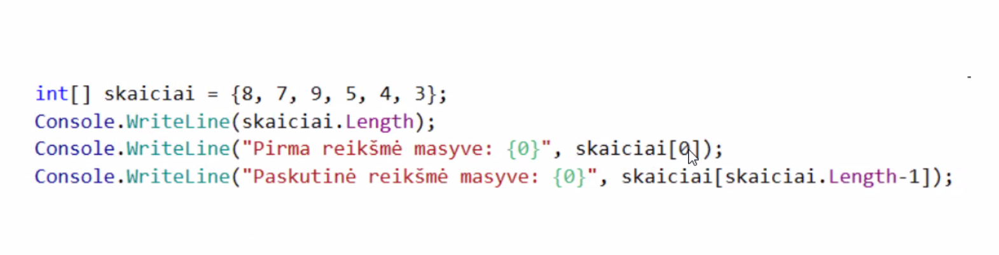 int[] skaiciai = {8, 7, 9, 5, 4, 3};
Console.WriteLine(skaiciai.Length);
Console.WriteLine("Pirma reikšmė masyve: {0}", skaiciai[0]);
Console.WriteLine("Paskutinė reikšmė masyve: {0}", skaiciai[skaiciai.Length-1]);